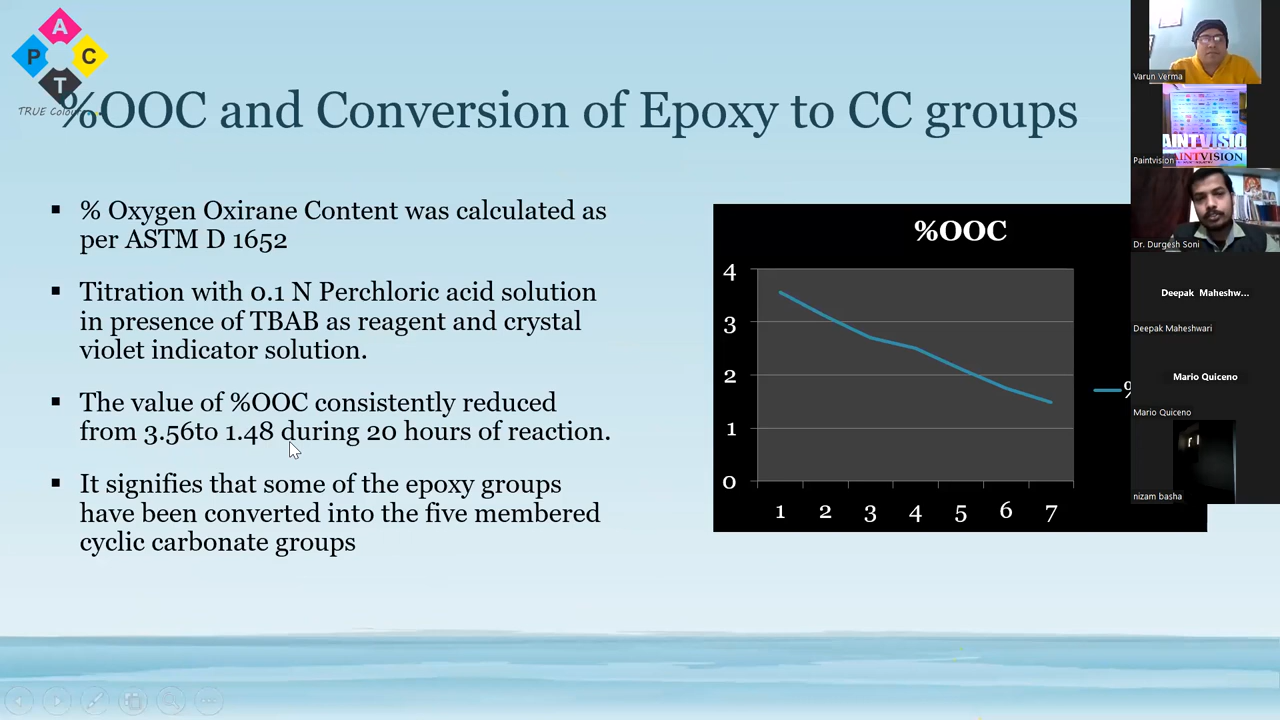 A
P
C
T
TRUE Colo
%OOC and Conversion of Epoxy to CC groups
▪ % Oxygen Oxirane Content was calculated as
per ASTM D 1652
▪ Titration with 0.1 N Perchloric acid solution
in presence of TBAB as reagent and crystal
violet indicator solution.
▪ The value of %OOC consistently reduced
from 3.56to 1.48 during 20 hours of reaction.
▪ It signifies that some of the epoxy groups
have been converted into the five membered
cyclic carbonate groups
%OOC
4
3
2
1
0
1 2 3 4 5 6 7
%
Varun Verma
AINTVISIO
AINTVISION
Paintvision
Dr. Durgesh Soni
Deepak Maheshw...
Deepak Maheshwari
Mario Quiceno
Mario Quiceno
nizam basha